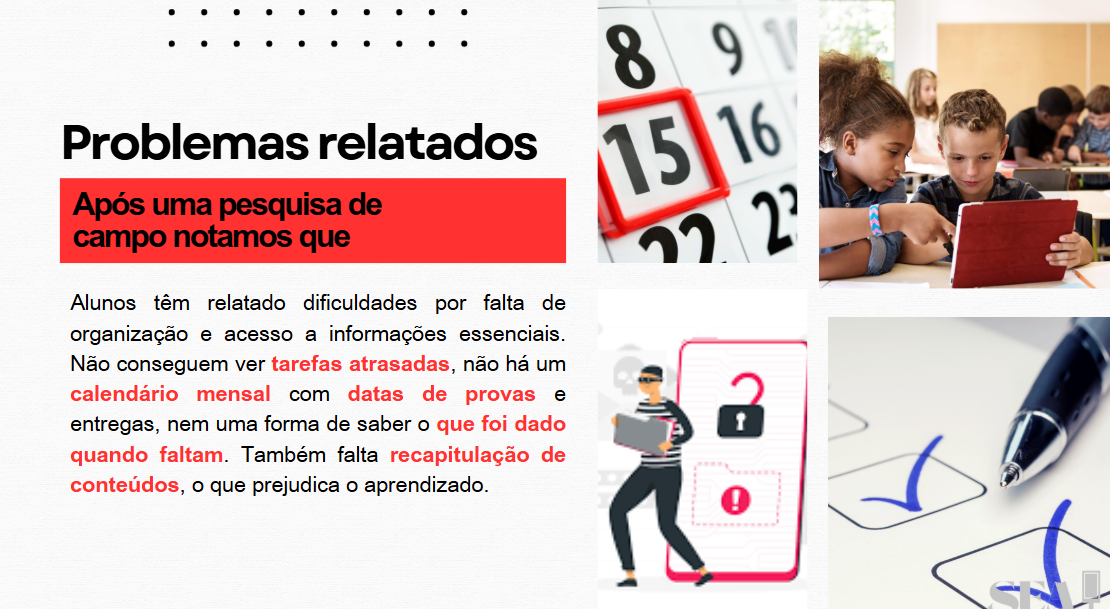 Problemas relatados
Após uma pesquisa de
campo notamos que
Alunos têm relatado dificuldades por falta de
organização e acesso a informações essenciais.
Não conseguem ver tarefas atrasadas, não há um
calendário mensal com datas de provas e
entregas, nem uma forma de saber o que foi dado
quando faltam. Também falta recapitulação de
conteúdos, o que prejudica o aprendizado.
8 9
15 16
22 23